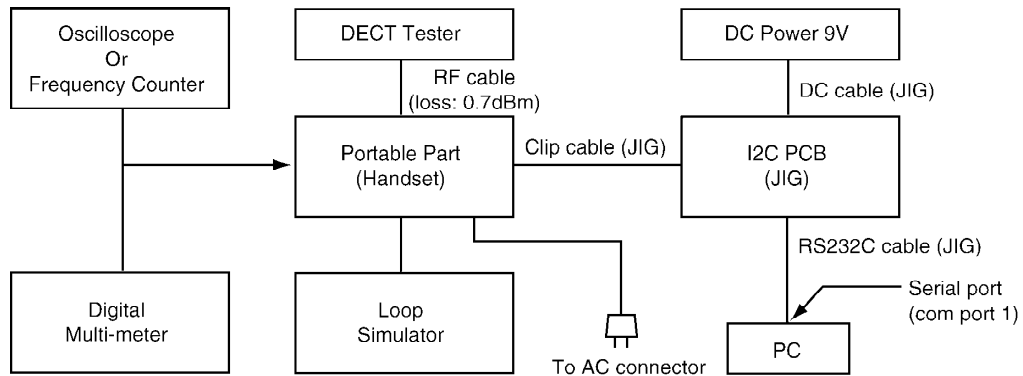 Oscilloscope
Or
Frequency Counter
DECT Tester
DC Power 9V
RF cable
(loss: 0.7dBm)
DC cable (JIG)
Portable Part
(Handset)
Clip cable (JIG)
I2C PCB
(JIG)
RS232C cable (JIG)
Digital
Multi-meter
Loop
Simulator
Serial port
(com port 1)
To AC connector
PC